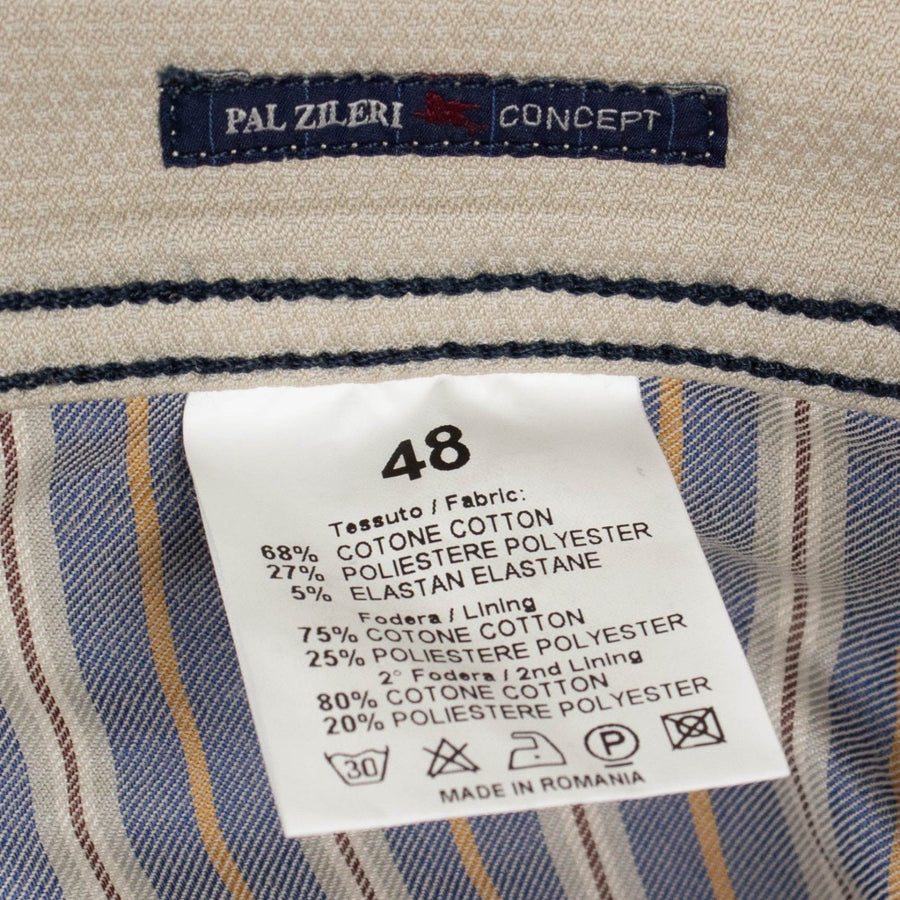 PAL ZILERI CONCEPT
48
Tessuto / Fabric:
68% COTONE COTTON
27% POLIESTERE POLYESTER
5% ELASTAN ELASTANE
Fodera / Lining
75% COTONE COTTON
25% POLIESTERE POLYESTER
2° Fodera / 2nd Lining
80% COTONE COTTON
20% POLIESTERE POLYESTER
30 P
MADE IN ROMANIA